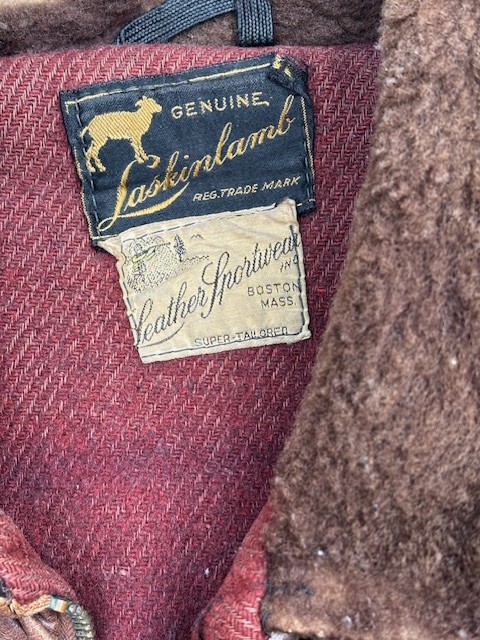 GENUINE
Laskinlamb
REG. TRADE MARK
Leather Sportwear
INC
BOSTON
MASS.
SUPER-TAILORED